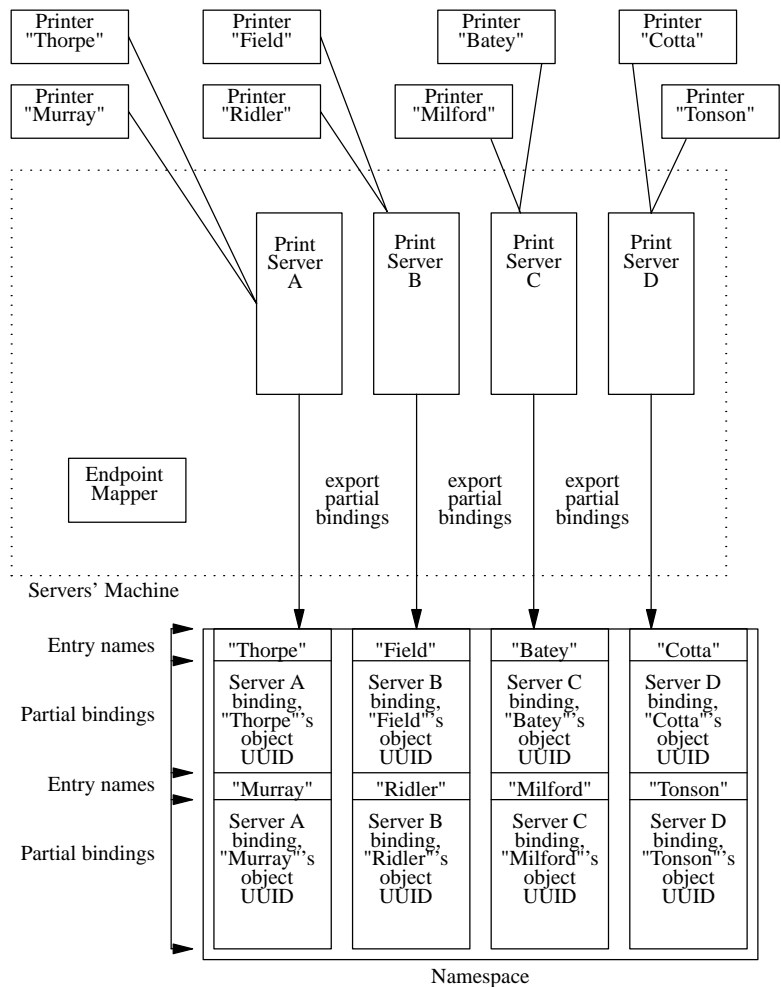 Printer
"Thorpe"
Printer
"Field"
Printer
"Batey"
Printer
"Cotta"
Printer
"Murray"
Printer
"Ridler"
Printer
"Milford"
Printer
"Tonson"
Print
Server
A
Print
Server
B
Print
Server
C
Print
Server
D
Endpoint
Mapper
export
partial
bindings
export
partial
bindings
export
partial
bindings
Servers' Machine
Entry names
"Thorpe"
"Field"
"Batey"
"Cotta"
Partial bindings
Server A
binding,
"Thorpe"'s
object
UUID
Server B
binding,
"Field"'s
object
UUID
Server C
binding,
"Batey"'s
object
UUID
Server D
binding,
"Cotta"'s
object
UUID
Entry names
"Murray"
"Ridler"
"Milford"
"Tonson"
Partial bindings
Server A
binding,
"Murray"'s
object
UUID
Server B
binding,
"Ridler"'s
object
UUID
Server C
binding,
"Milford"'s
object
UUID
Server D
binding,
"Tonson"'s
object
UUID
Namespace